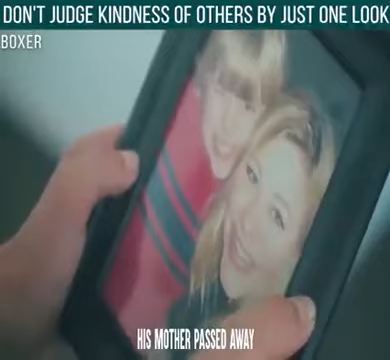 DON'T JUDGE KINDNESS OF OTHERS BY JUST ONE LOOK
BOXER
HIS MOTHER PASSED AWAY